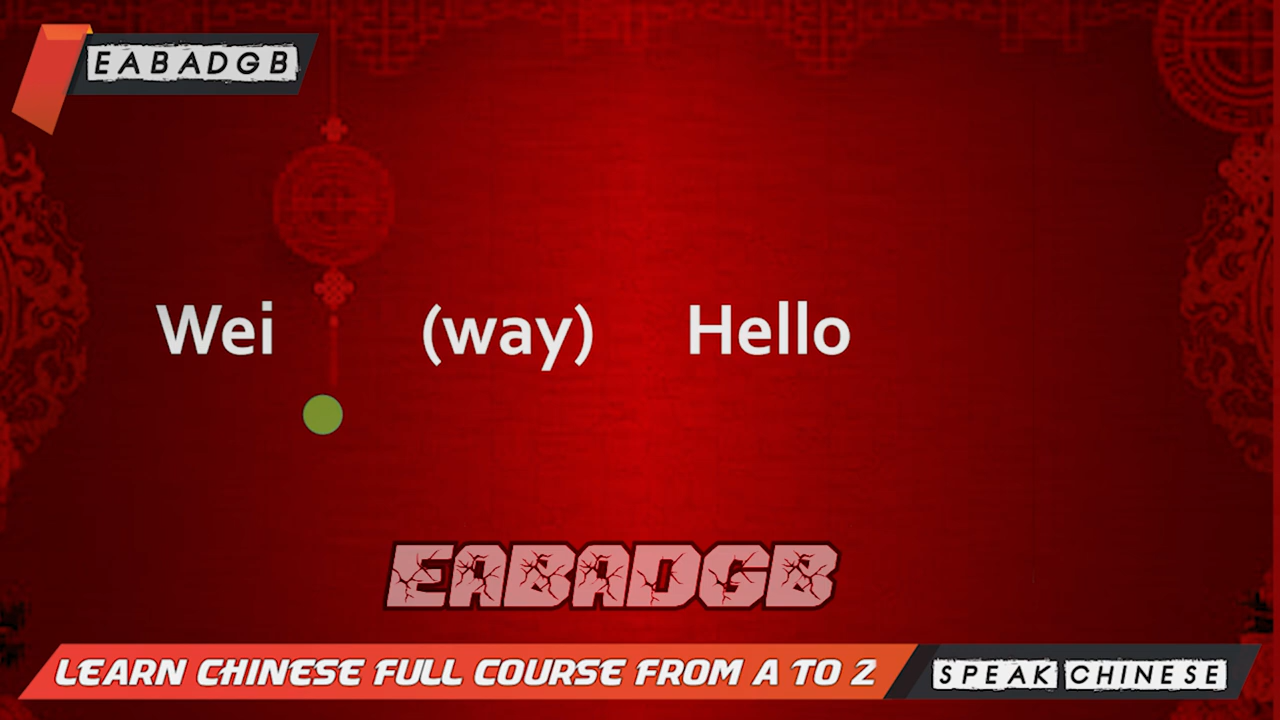 EABADGB
Wei (way) Hello
EABADGB
LEARN CHINESE FULL COURSE FROM A TO Z
SPEAK CHINESE